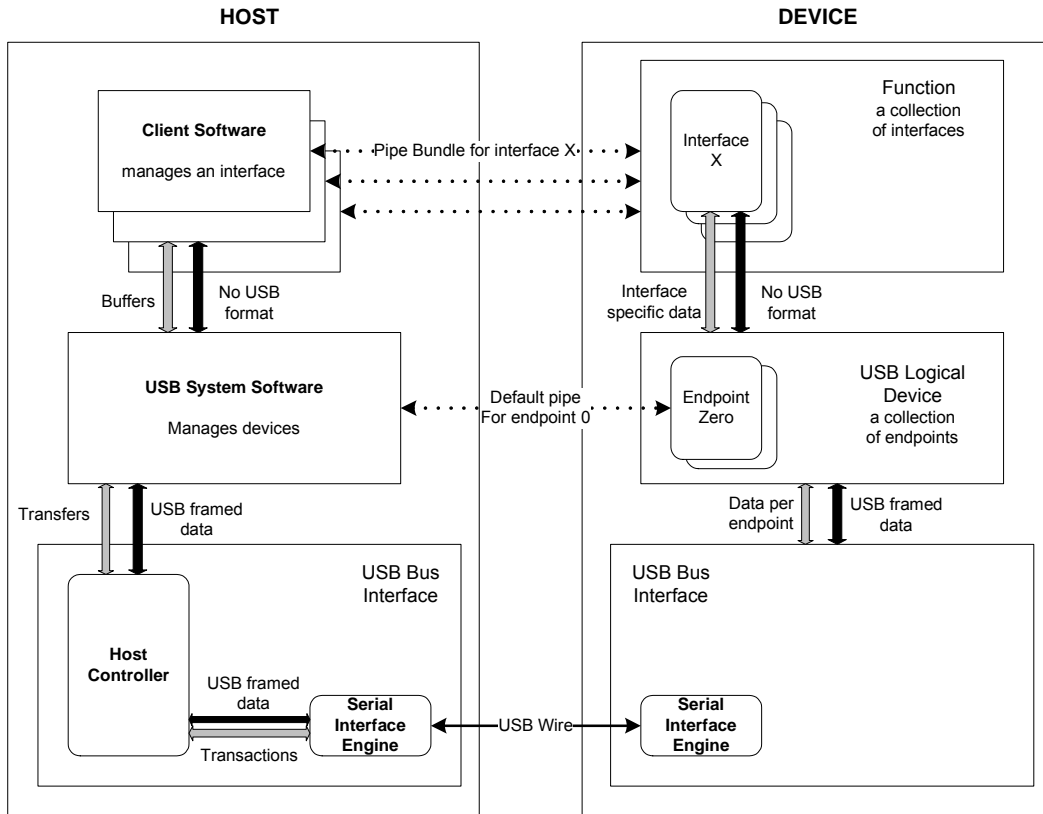 HOST
DEVICE
Client Software
manages an interface
Pipe Bundle for interface X
Interface
X
Function
a collection
of interfaces
Buffers
No USB
format
Interface
specific data
No USB
format
USB System Software
Manages devices
Default pipe
For endpoint 0
Endpoint
Zero
USB Logical
Device
a collection
of endpoints
Transfers
USB framed
data
Data per
endpoint
USB framed
data
USB Bus
Interface
USB Bus
Interface
Host
Controller
USB framed
data
Transactions
Serial
Interface
Engine
USB Wire
Serial
Interface
Engine